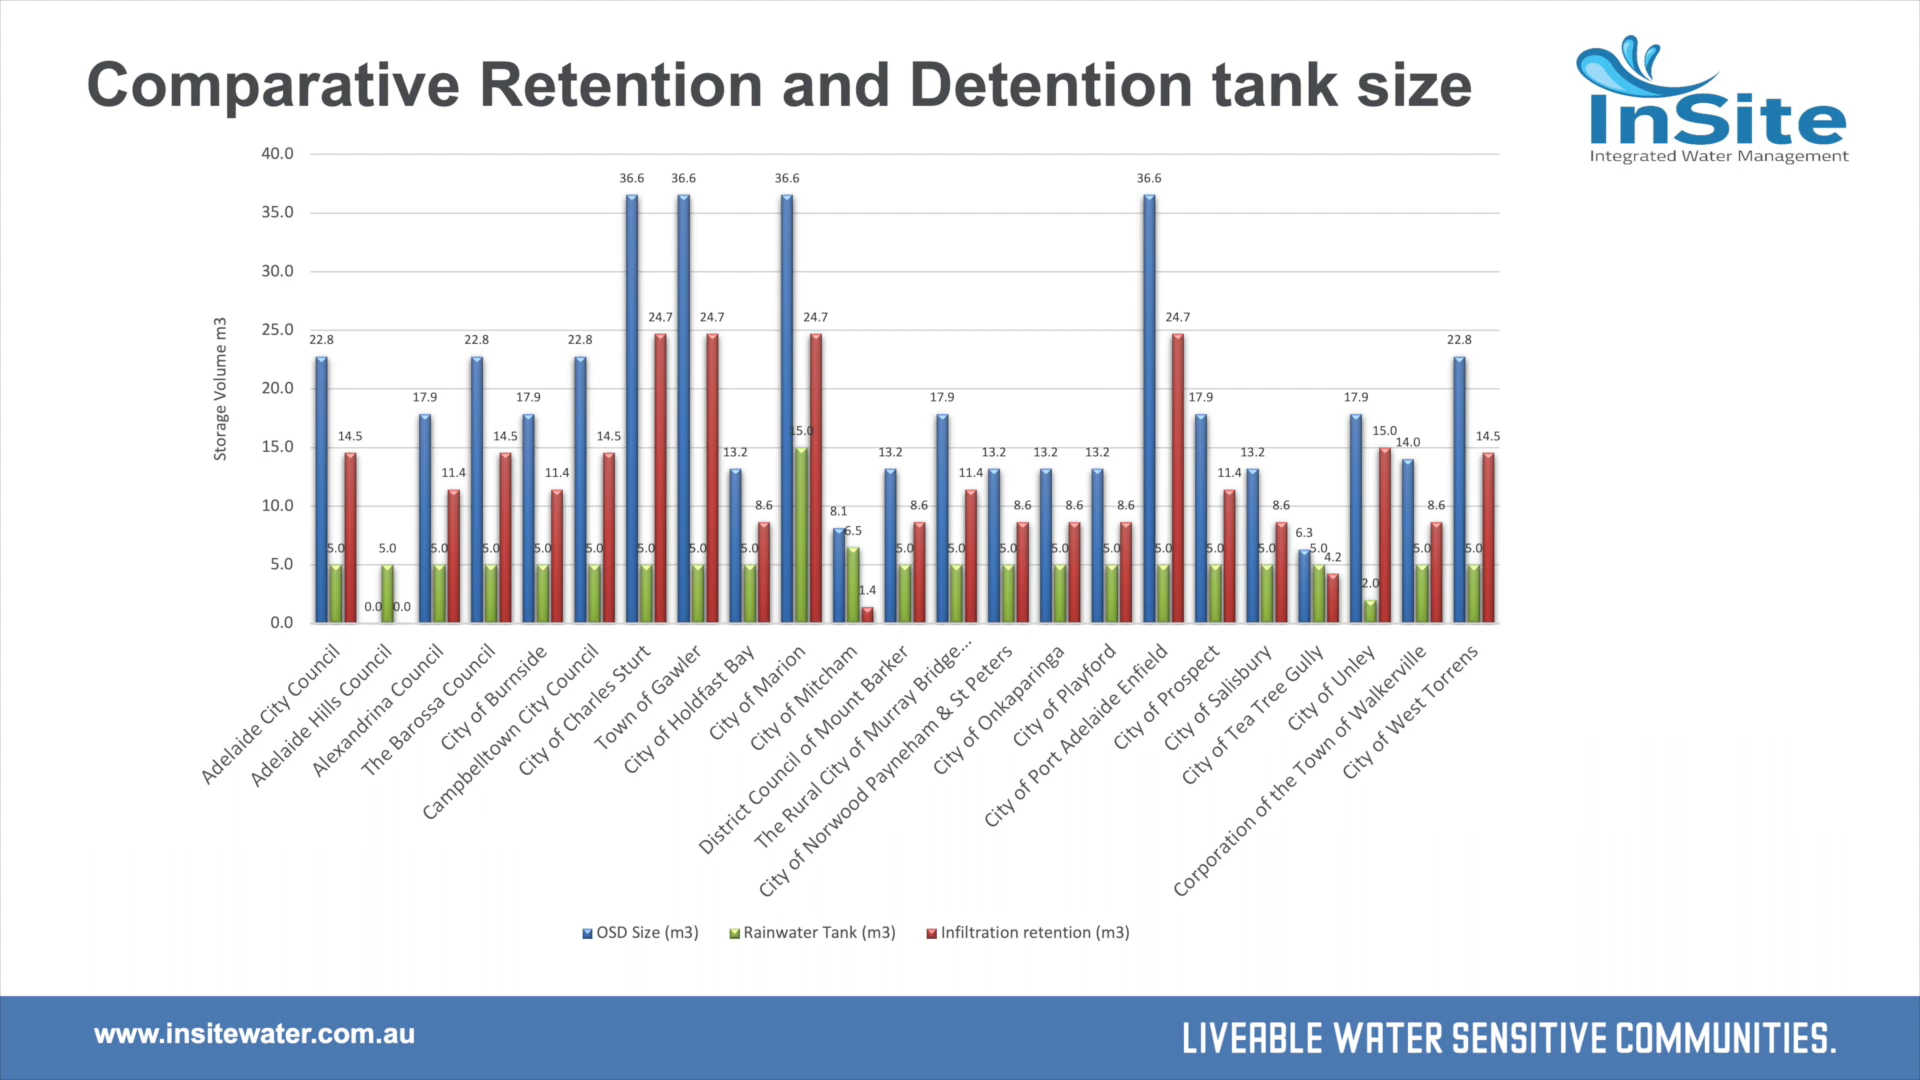 Comparative Retention and Detention tank size
InSite
Integrated Water Management
Storage Volume m3
40.0
35.0
30.0
25.0
20.0
15.0
10.0
5.0
0.0
22.8 5.0 14.5
0.0 5.0 0.0
17.9 5.0 11.4
22.8 5.0 14.5
17.9 5.0 11.4
22.8 5.0 14.5
36.6 5.0 24.7
36.6 5.0 24.7
13.2 5.0 8.6
36.6 15.0 24.7
8.1 6.5 1.4
13.2 5.0 8.6
17.9 5.0 11.4
13.2 5.0 8.6
13.2 5.0 8.6
13.2 5.0 8.6
36.6 5.0 24.7
17.9 5.0 11.4
13.2 5.0 8.6
6.3 5.0 4.2
17.9 2.0 15.0
14.0 5.0 8.6
22.8 5.0 14.5
Adelaide City Council
Adelaide Hills Council
Alexandrina Council
The Barossa Council
City of Burnside
Campbelltown City Council
City of Charles Sturt
Town of Gawler
City of Holdfast Bay
City of Marion
City of Mitcham
District Council of Mount Barker
The Rural City of Murray Bridge...
City of Norwood Payneham & St Peters
City of Onkaparinga
City of Playford
City of Port Adelaide Enfield
City of Prospect
City of Salisbury
City of Tea Tree Gully
City of Unley
Corporation of the Town of Walkerville
City of West Torrens
OSD Size (m3) Rainwater Tank (m3) Infiltration retention (m3)
www.insitewater.com.au
LIVEABLE WATER SENSITIVE COMMUNITIES.